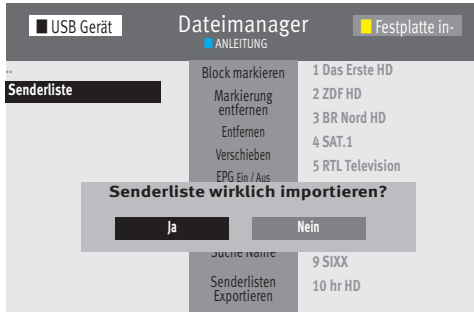 USB Gerät
Dateimanager
ANLEITUNG
Festplatte in-
..
Senderliste
Block markieren
Markierung
entfernen
Entfernen
Verschieben
EPG Ein / Aus
Suche Name
Senderlisten
Exportieren
1 Das Erste HD
2 ZDF HD
3 BR Nord HD
4 SAT.1
5 RTL Television
9 SIXX
10 hr HD
Senderliste wirklich importieren?
Ja
Nein